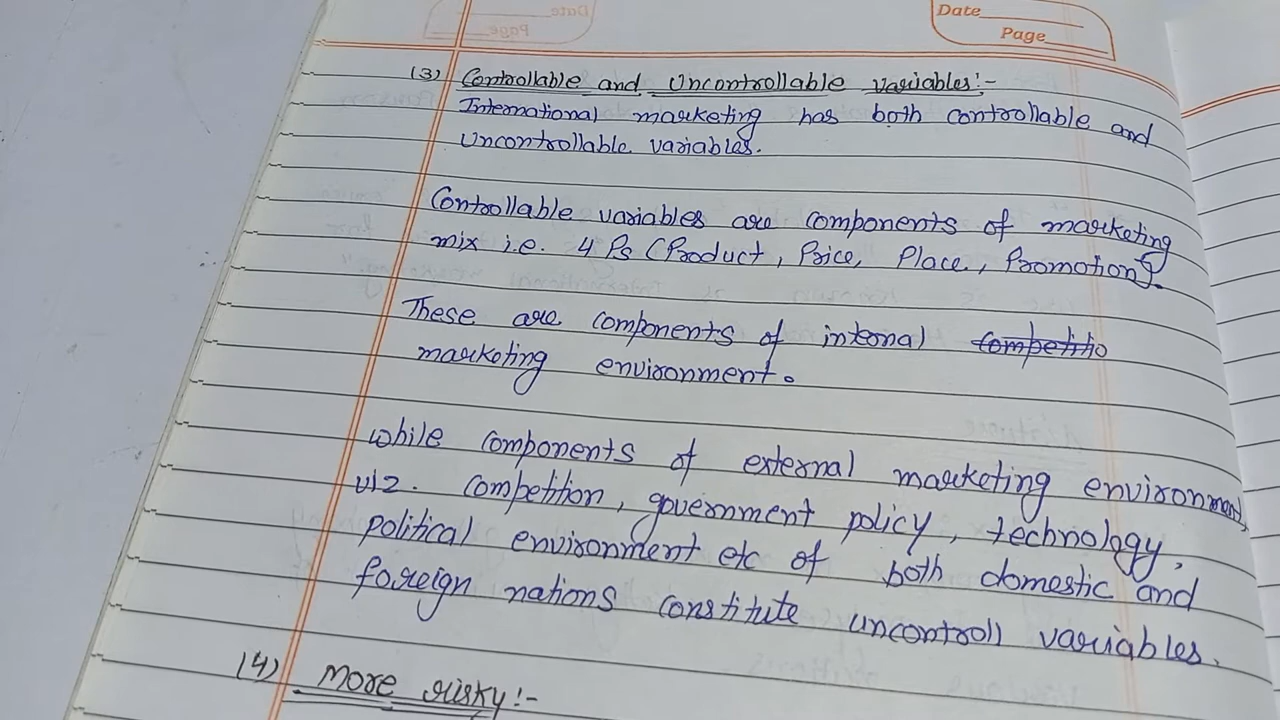 Date
Page
(3) Controllable and Uncontrollable Variables:-
International marketing has both controllable and
Uncontrollable variables.
Controllable variables are components of marketing
mix i.e. 4 Ps (Product, Price, Place, Promotion).
These are components of internal competitio
marketing environment.
While components of external marketing environment,
viz. competition, government policy, technology,
political environment etc of both domestic and
foreign nations constitute uncontroll variables.
(4) More risky:-